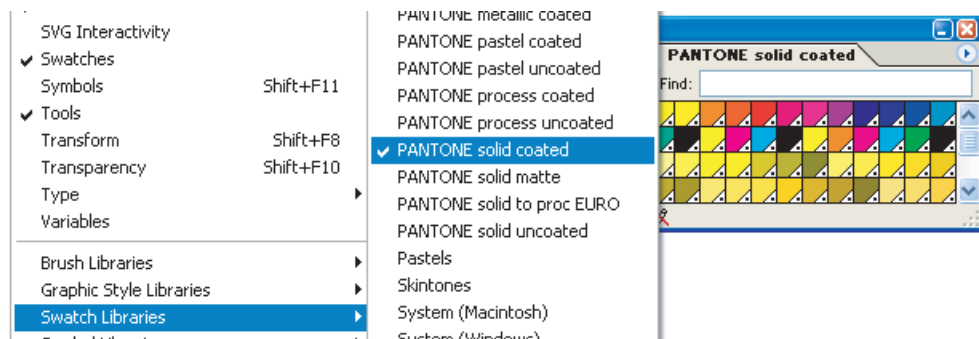 SVG Interactivity
Swatches
Symbols Shift+F11
Tools
Transform Shift+F8
Transparency Shift+F10
Type
Variables
Brush Libraries
Graphic Style Libraries
Swatch Libraries
PANTONE metallic coated
PANTONE pastel coated
PANTONE pastel uncoated
PANTONE process coated
PANTONE process uncoated
PANTONE solid coated
PANTONE solid matte
PANTONE solid to proc EURO
PANTONE solid uncoated
Pastels
Skintones
System (Macintosh)
System (Windows)
PANTONE solid coated
Find: